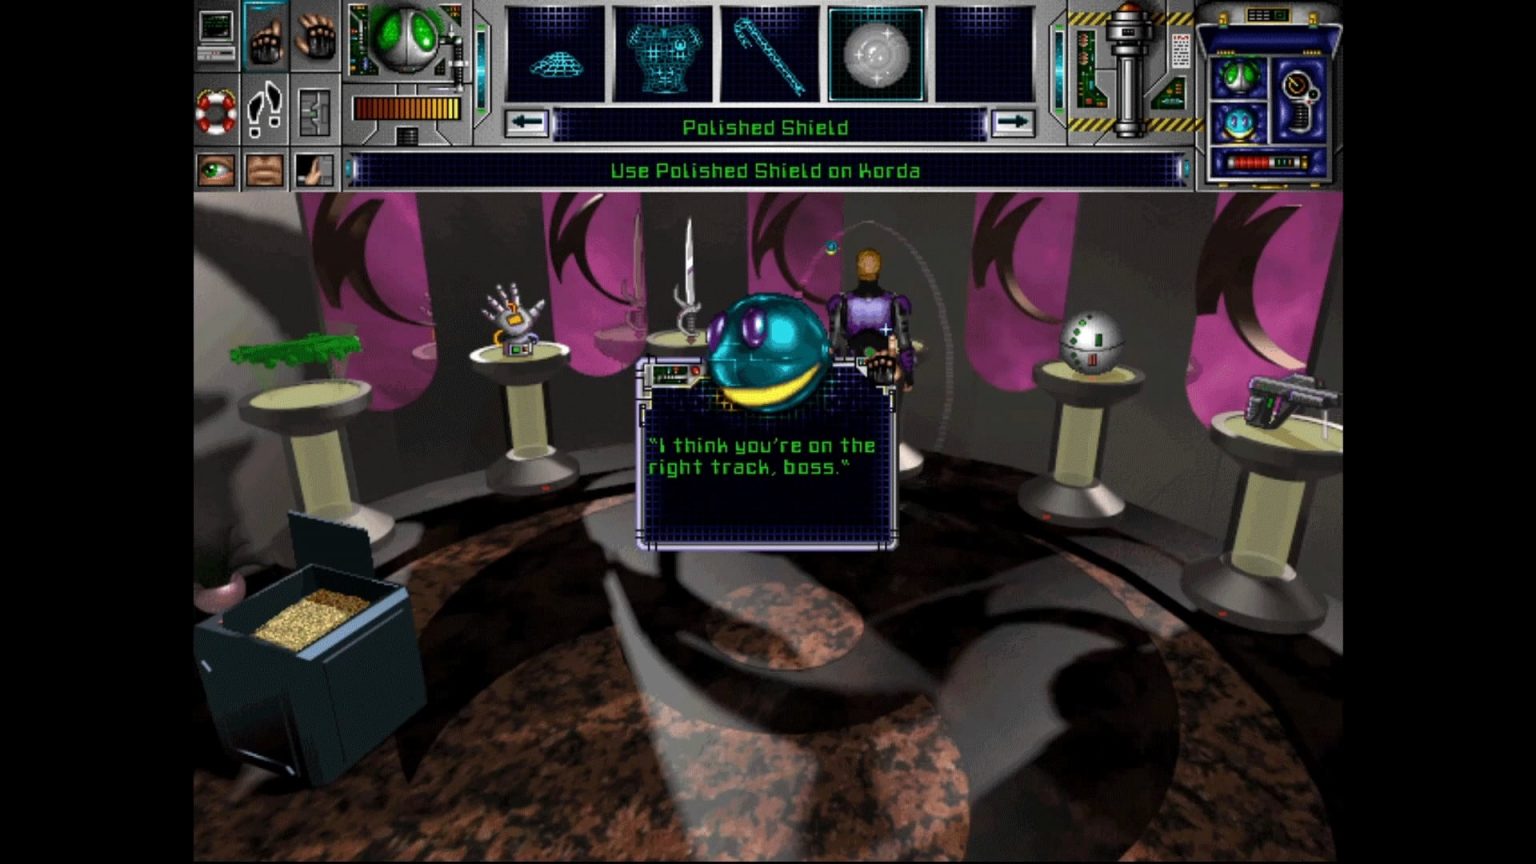 Polished Shield
Use Polished Shield on Korda
"I think you're on the
right track, boss."